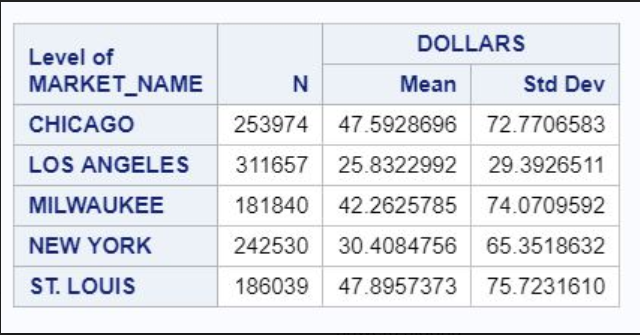 Level of MARKET_NAME N DOLLARS
Mean Std Dev
CHICAGO 253974 47.5928696 72.7706583
LOS ANGELES 311657 25.8322992 29.3926511
MILWAUKEE 181840 42.2625785 74.0709592
NEW YORK 242530 30.4084756 65.3518632
ST. LOUIS 186039 47.8957373 75.7231610